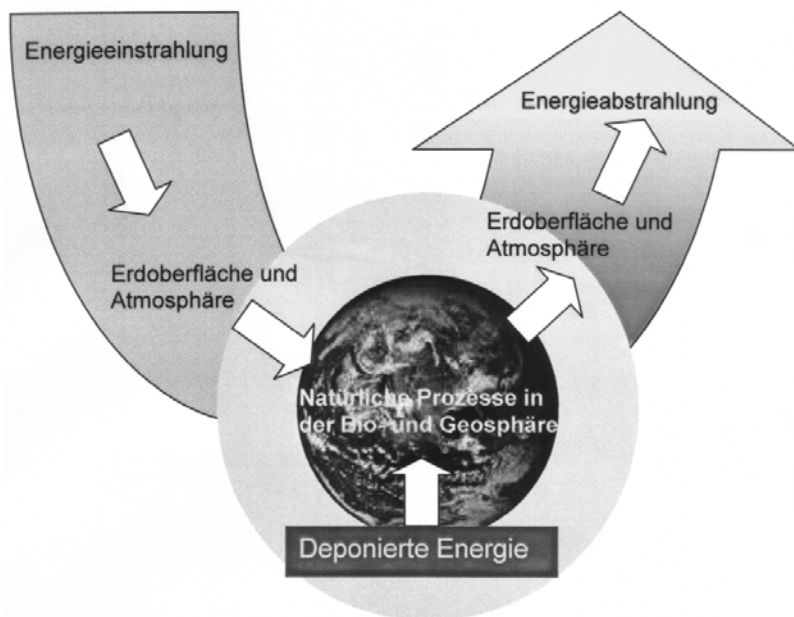 Energieeinstrahlung
Energieabstrahlung
Erdoberfläche und
Atmosphäre
Erdoberfläche und
Atmosphäre
Natürliche Prozesse in
der Bio- und Geosphäre
Deponierte Energie